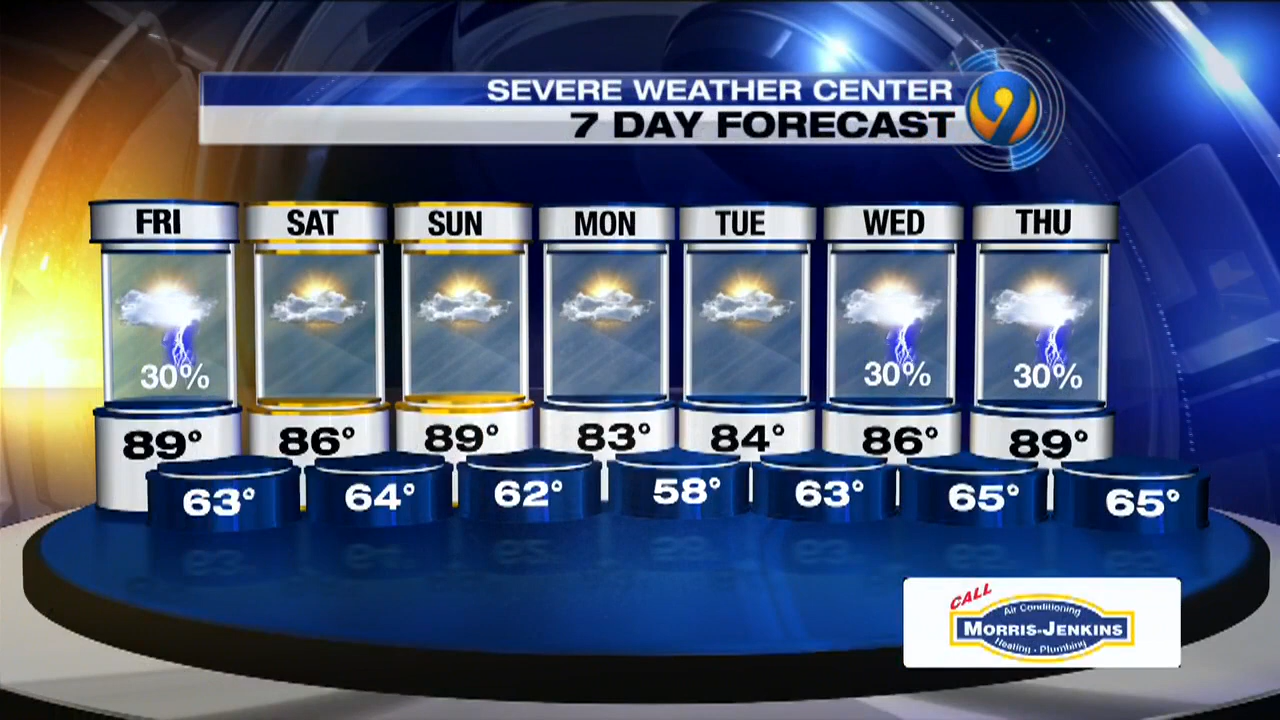 SEVERE WEATHER CENTER
9
7 DAY FORECAST
FRI SAT SUN MON TUE WED THU
30% 30% 30%
89° 86° 89° 83° 84° 86° 89°
63° 64° 62° 58° 63° 65° 65°
CALL
Air Conditioning
MORRIS-JENKINS
Heating - Plumbing